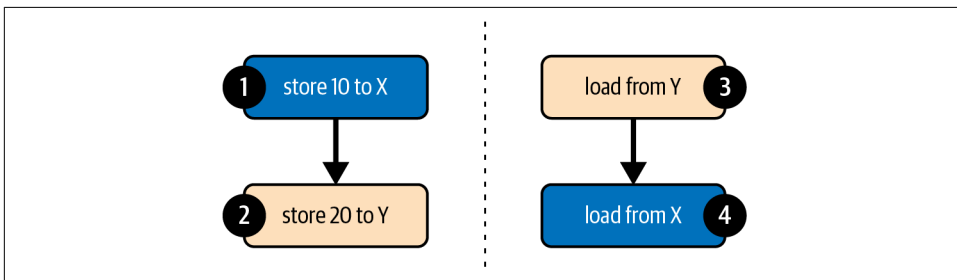 1 store 10 to X
2 store 20 to Y
load from Y 3
load from X 4